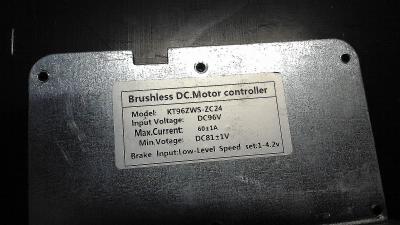 Brushless DC.Motor controller
Model: KT96ZWS-ZC24
Input Voltage: DC96V
Max.Current: 60±1A
Min.Votage: DC81±1V
Brake Input:Low-Level Speed set:1-4.2v